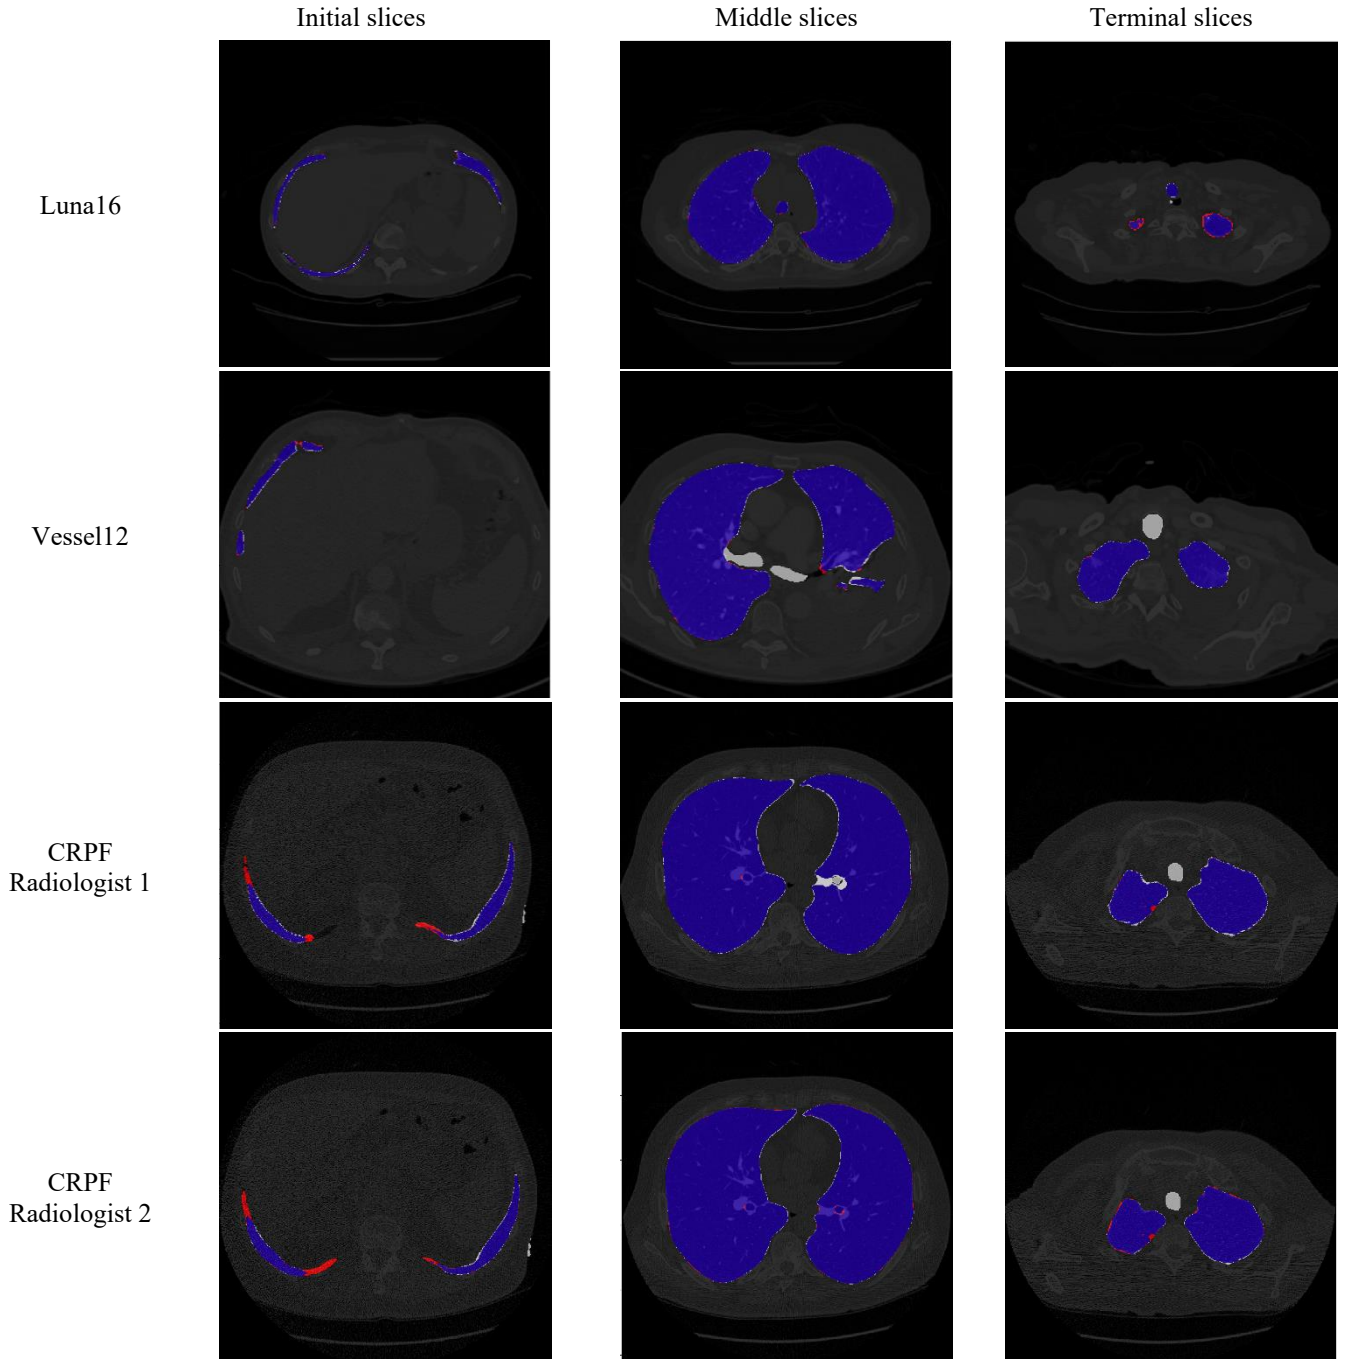 Initial slices
Middle slices
Terminal slices
Luna16
Vessel12
CRPF
Radiologist 1
CRPF
Radiologist 2